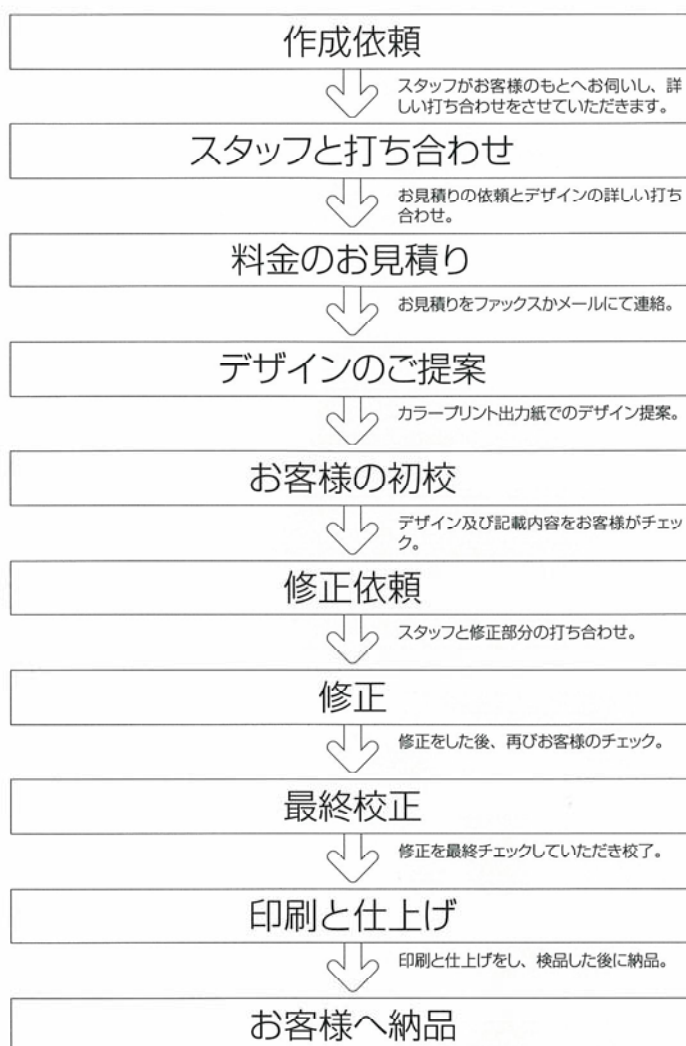 作成依頼
スタッフがお客様のもとへお伺いし、詳
しい打ち合わせをさせていただきます。
スタッフと打ち合わせ
お見積りの依頼とデザインの詳しい打ち
合わせ。
料金のお見積り
お見積りをファックスかメールにて連絡。
デザインのご提案
カラープリント出力紙でのデザイン提案。
お客様の初校
デザイン及び記載内容をお客様がチェッ
ク。
修正依頼
スタッフと修正部分の打ち合わせ。
修正
修正をした後、再びお客様のチェック。
最終校正
修正を最終チェックしていただき校了。
印刷と仕上げ
印刷と仕上げをし、検品した後に納品。
お客様へ納品